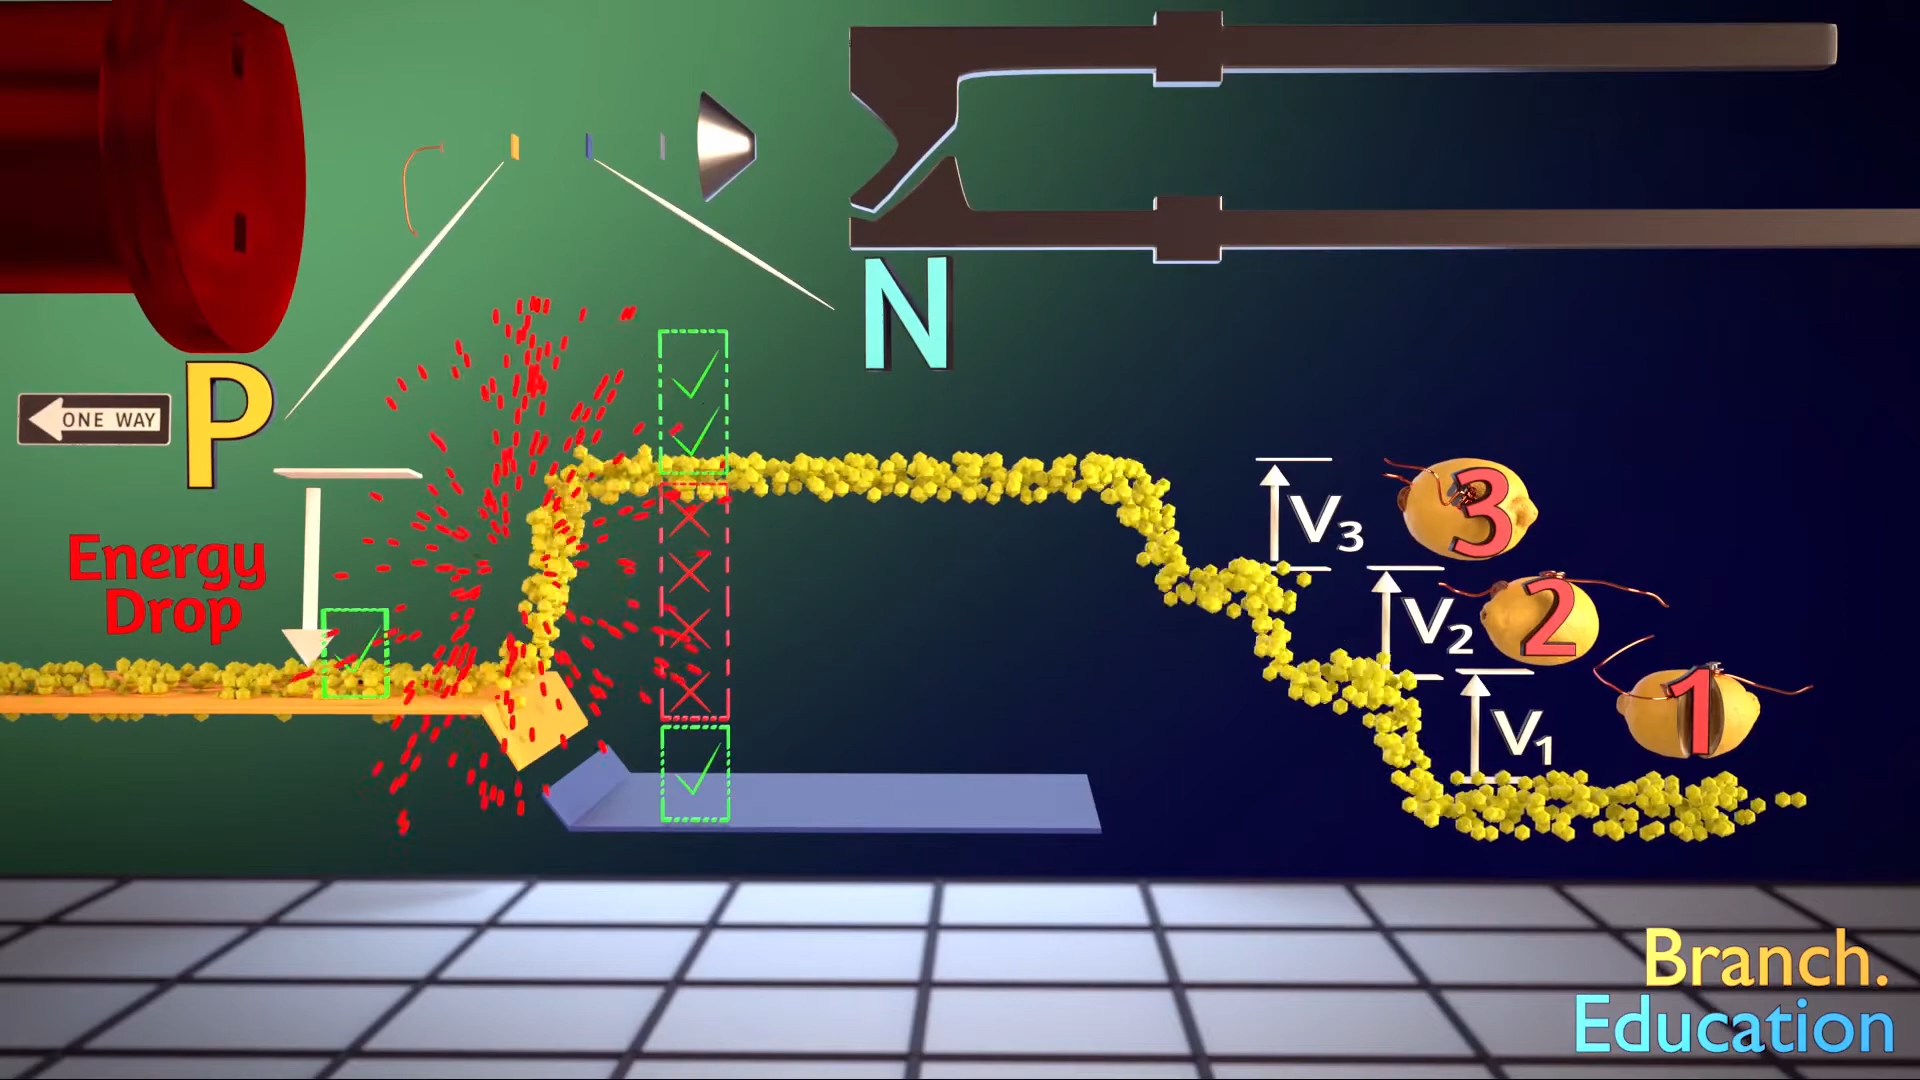 N
P
ONE WAY
Energy
Drop
V3
3
V2
2
V1
1
Branch.
Education